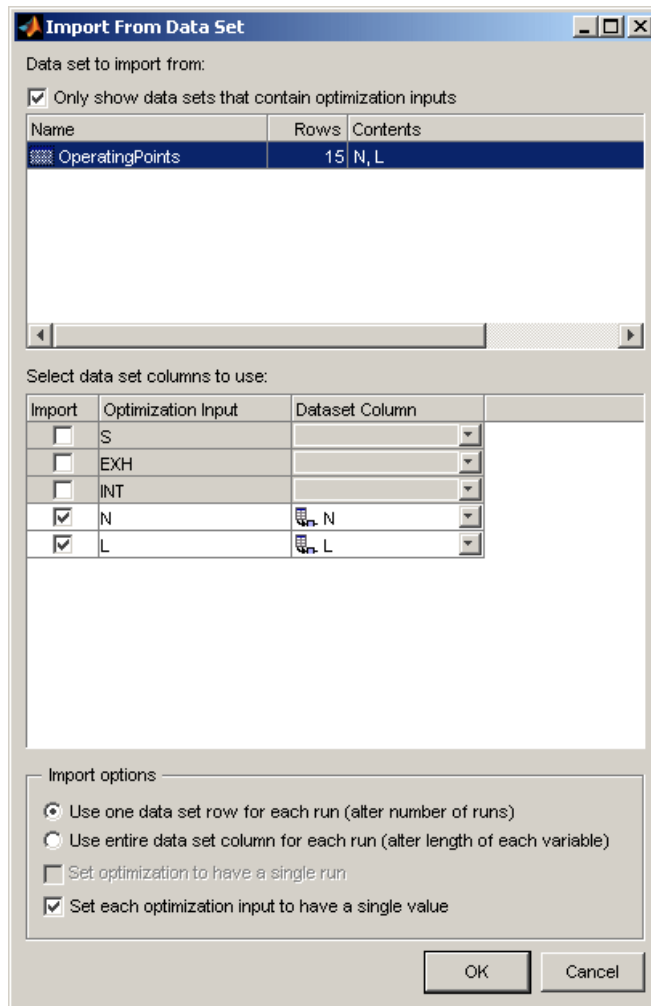 Import From Data Set
Data set to import from:
Only show data sets that contain optimization inputs
Name Rows Contents
OperatingPoints 15 N, L
Select data set columns to use:
Import Optimization Input Dataset Column
S
EXH
INT
N N
L L
Import options
Use one data set row for each run (alter number of runs)
Use entire data set column for each run (alter length of each variable)
Set optimization to have a single run
Set each optimization input to have a single value
OK Cancel